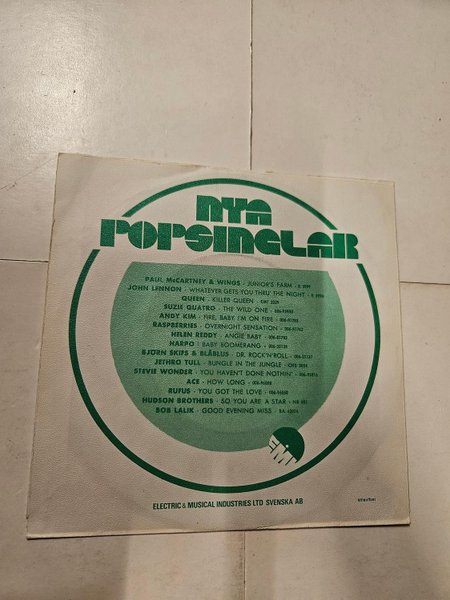 NYA
POPSINGLAR
PAUL McCARTNEY & WINGS - JUNIOR'S FARM - R 5999
JOHN LENNON - WHATEVER GETS YOU THRU' THE NIGHT - R 5998
QUEEN - KILLER QUEEN - EMI 2229
SUZIE QUATRO - THE WILD ONE
ANDY KIM - FIRE, BABY I'M ON FIRE
RASPBERRIES - OVERNIGHT SENSATION
HELEN REDDY - ANGIE BABY
HARPO - BABY BOOMERANG
BJÖRN SKIFS & BLÅBLUS - DR. ROCK'N'ROLL
JETHRO TULL - BUNGLE IN THE JUNGLE
STEVIE WONDER - YOU HAVEN'T DONE NOTHIN'
ACE - HOW LONG
RUFUS - YOU GOT THE LOVE
HUDSON BROTHERS - SO YOU ARE A STAR
BOB LALIK - GOOD EVENING MISS
EMI
ELECTRIC & MUSICAL INDUSTRIES LTD SVENSKA AB